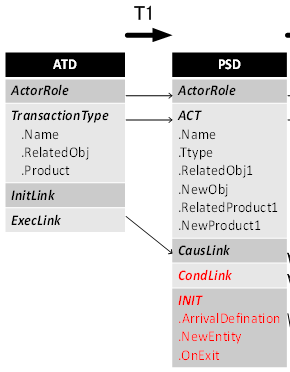 T1
ATD
ActorRole
TransactionType
.Name
.RelatedObj
.Product
InitLink
ExecLink
PSD
ActorRole
ACT
.Name
.Ttype
.RelatedObj1
.NewObj
.RelatedProduct1
.NewProduct1
CausLink
CondLink
INIT
.ArrivalDefination
.NewEntity
.OnExit